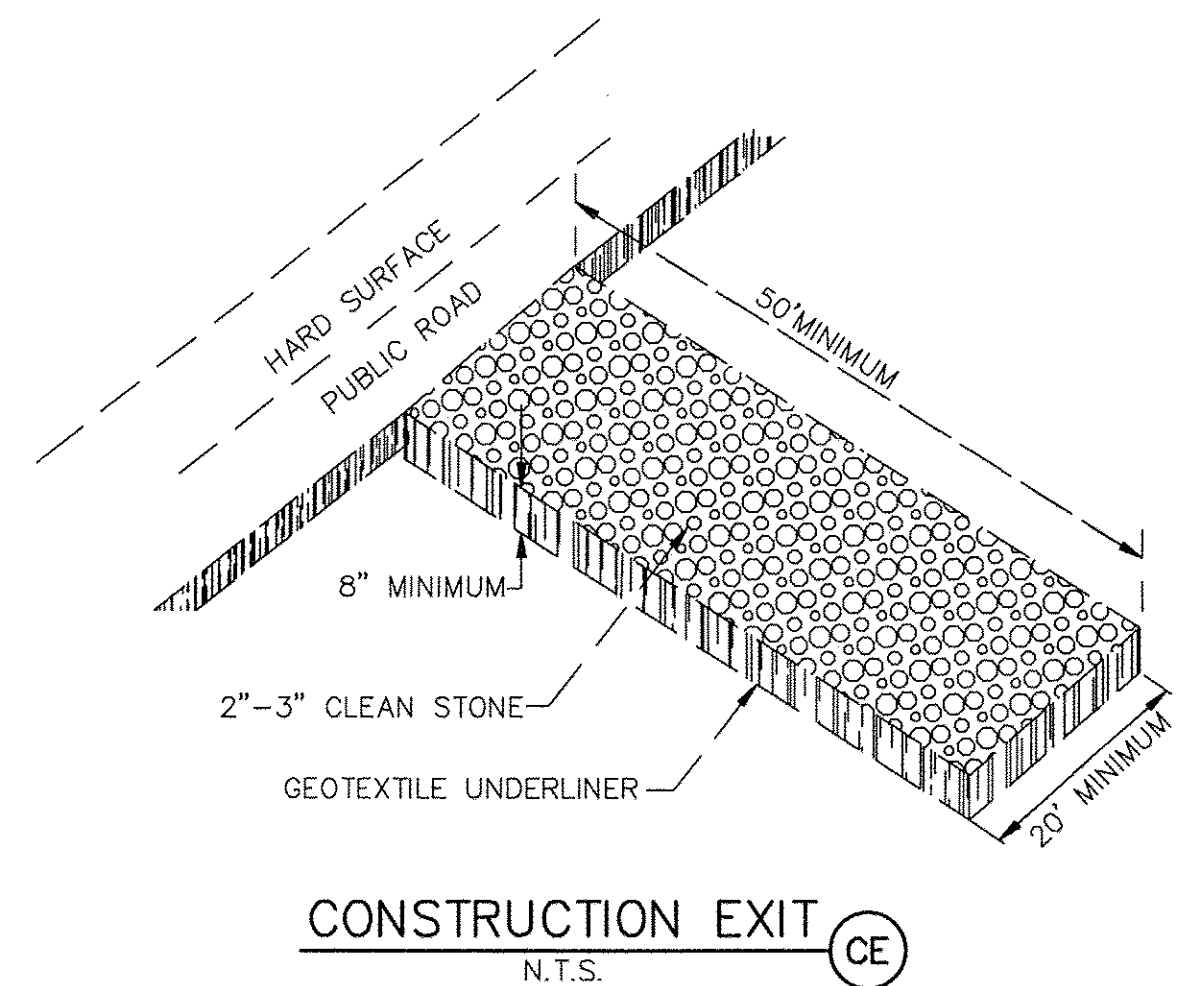 HARD SURFACE
PUBLIC ROAD
50'MINIMUM
8” MINIMUM
2”-3” CLEAN STONE
GEOTEXTILE UNDERLINER
20' MINIMUM
CONSTRUCTION EXIT
CE
N.T.S.